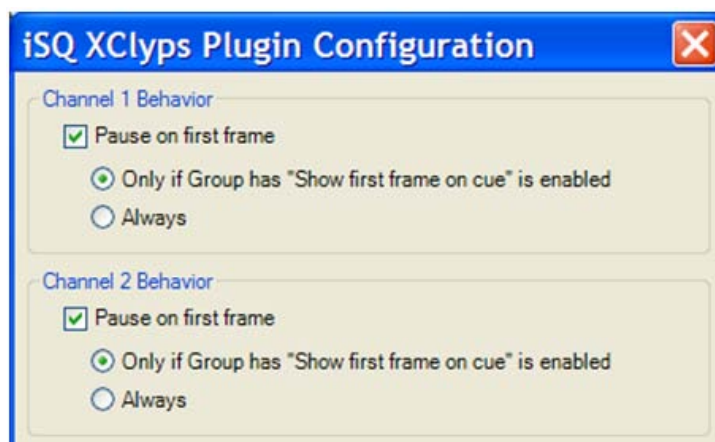 iSQ XClyps Plugin Configuration
Channel 1 Behavior
Pause on first frame
Only if Group has "Show first frame on cue" is enabled
Always
Channel 2 Behavior
Pause on first frame
Only if Group has "Show first frame on cue" is enabled
Always